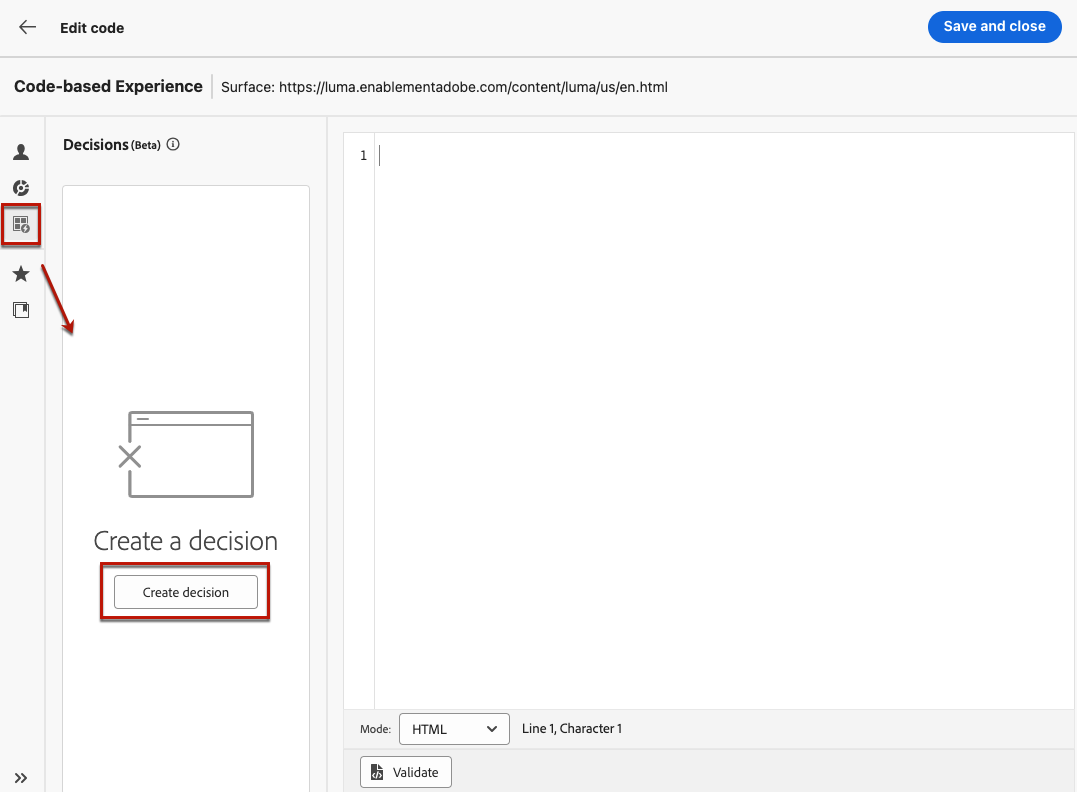 Edit code
Save and close
Code-based Experience
Surface: https://luma.enablementadobe.com/content/luma/us/en.html
Decisions (Beta)
1
Create a decision
Create decision
Mode:
HTML
Line 1, Character 1
Validate